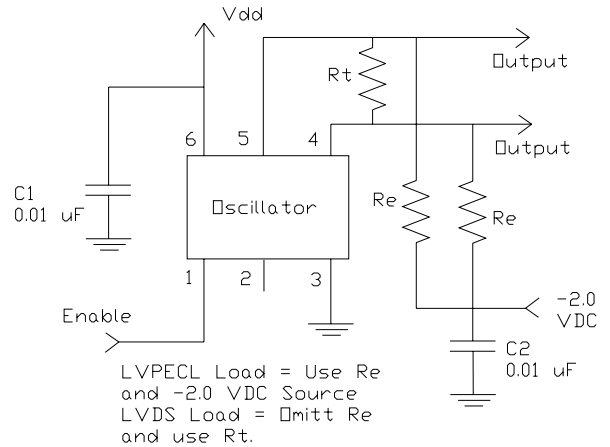 Vdd
Output
Rt
Output
6
5
4
C1
0.01 uF
Oscillator
Re
Re
1
2
3
-2.0
VDC
Enable
C2
0.01 uF
LVPECL Load = Use Re
and -2.0 VDC Source
LVDS Load = Omitt Re
and use Rt.